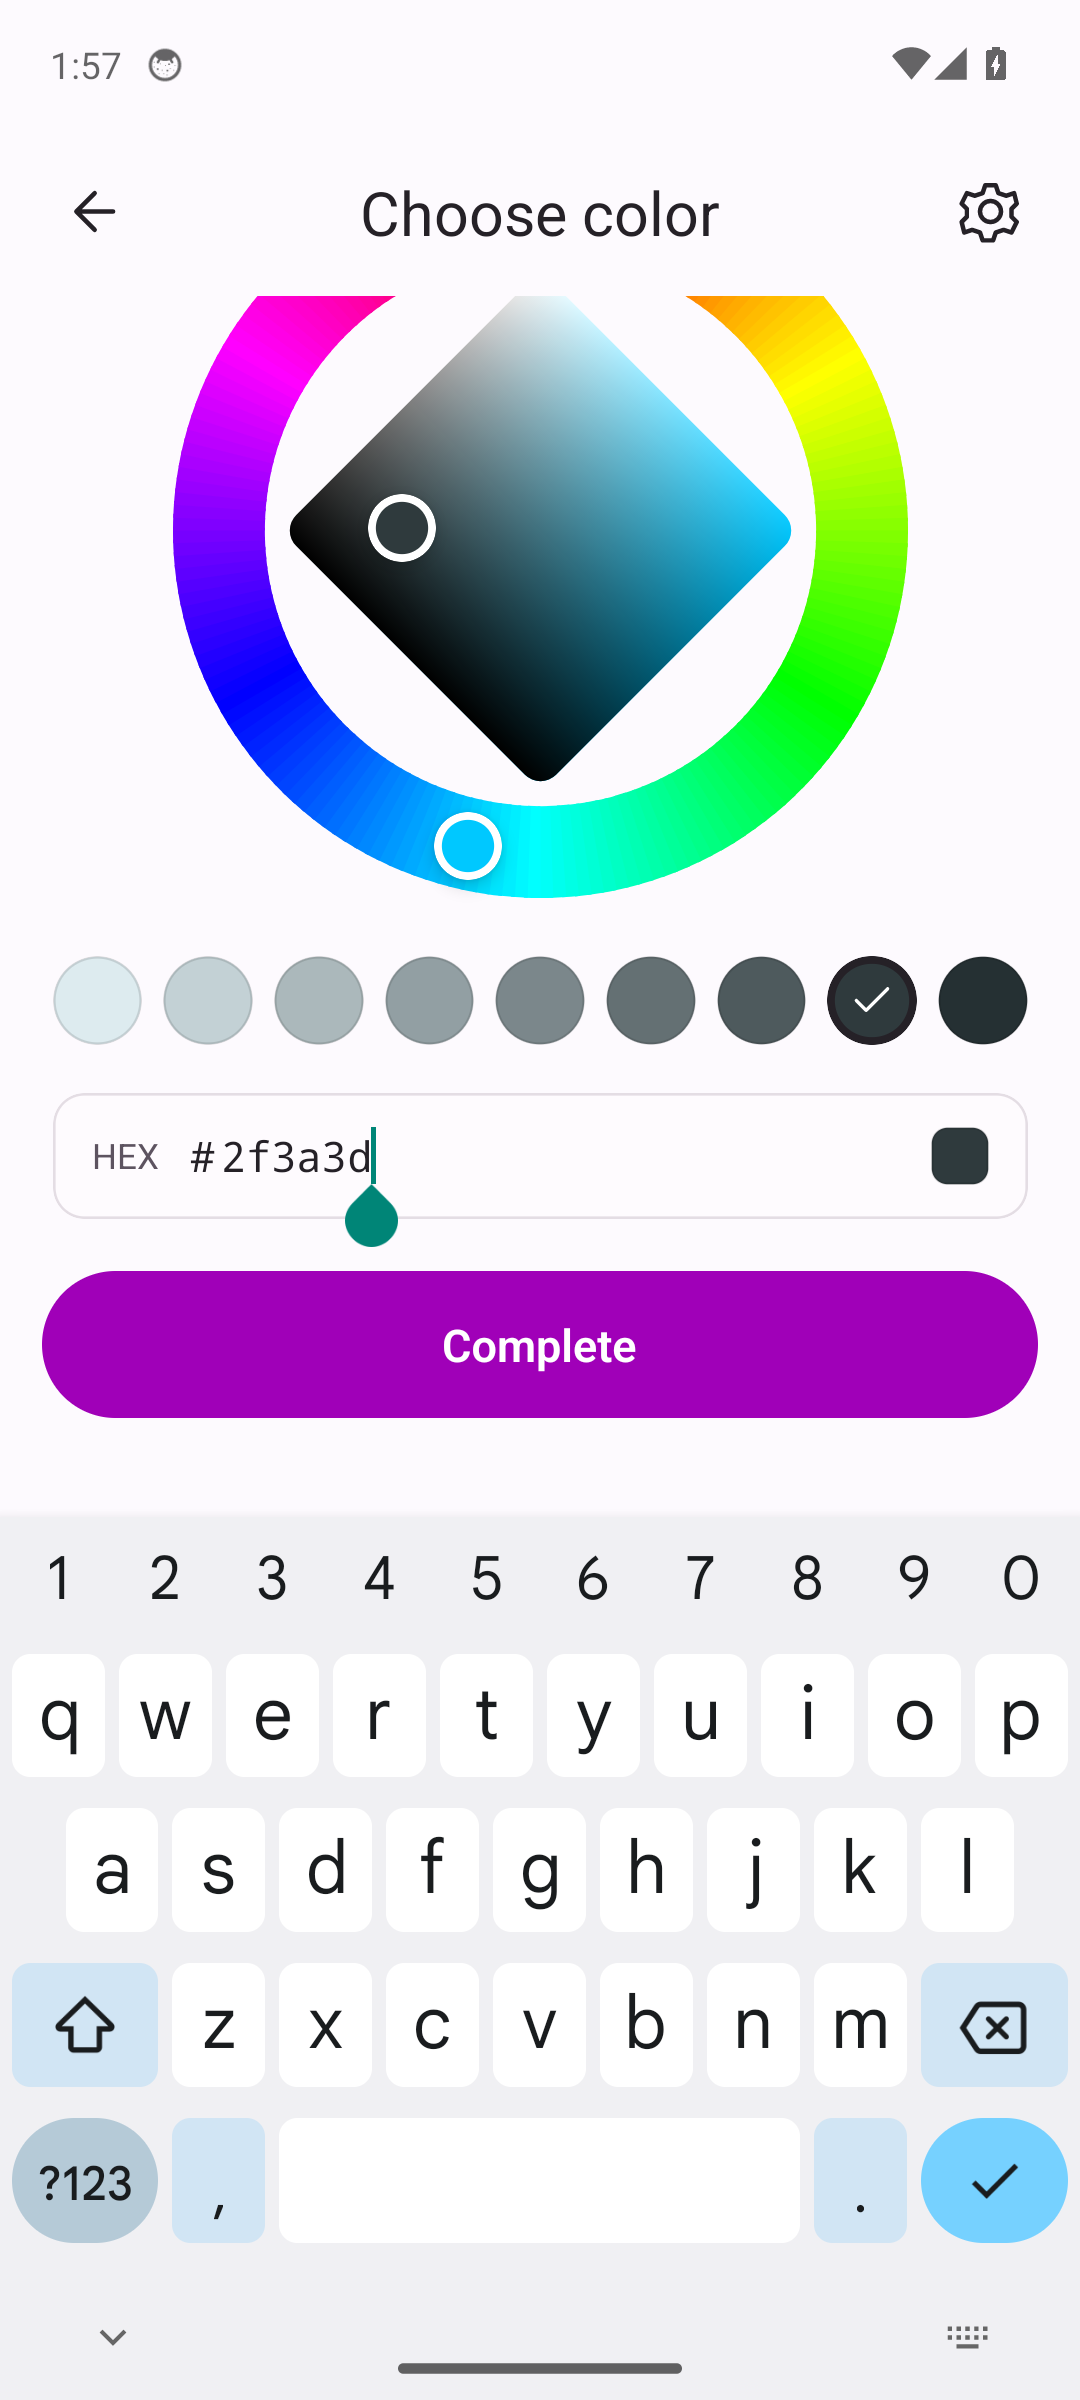 1:57
Choose color
HEX #2f3a3d
Complete
1 2 3 4 5 6 7 8 9 0
q w e r t y u i o p
a s d f g h j k l
z x c v b n m
?123 , .